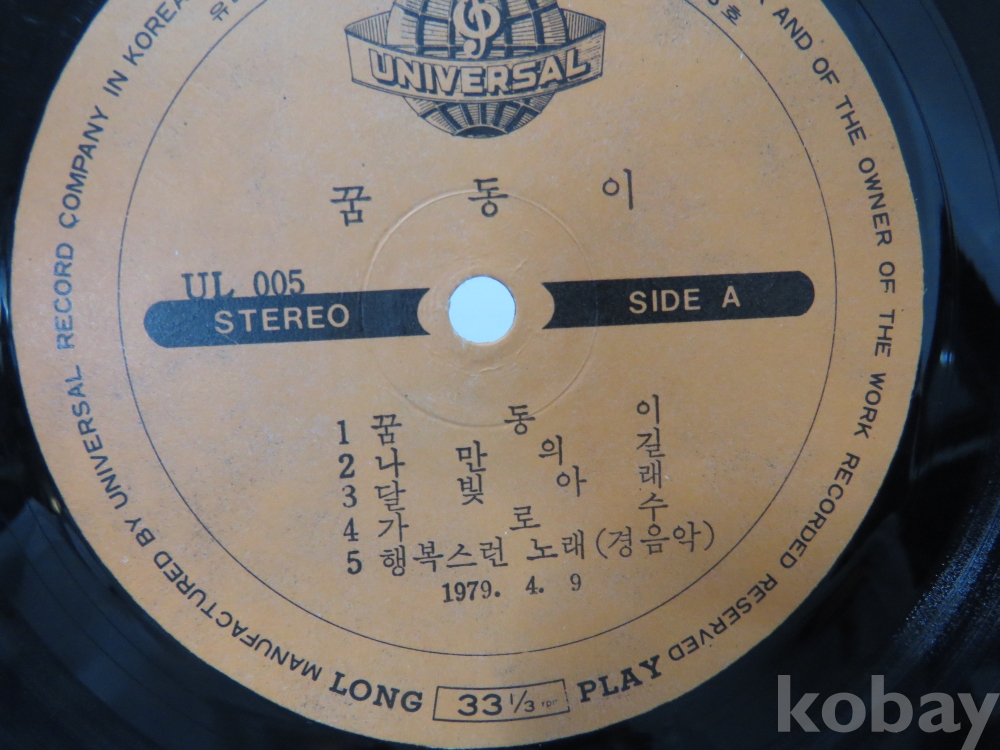 UNIVERSAL
꿈동이
UL 005
STEREO
SIDE A
1 꿈동이
2 나만의길
3 달빛아래
4 가로수
5 행복스런 노래(경음악)
1979. 4. 9
MANUFACTURED BY UNIVERSAL RECORD COMPANY IN KOREA
AND OF THE OWNER OF THE WORK RECORDED RESERVED
LONG 33 1/3 PLAY
kobay